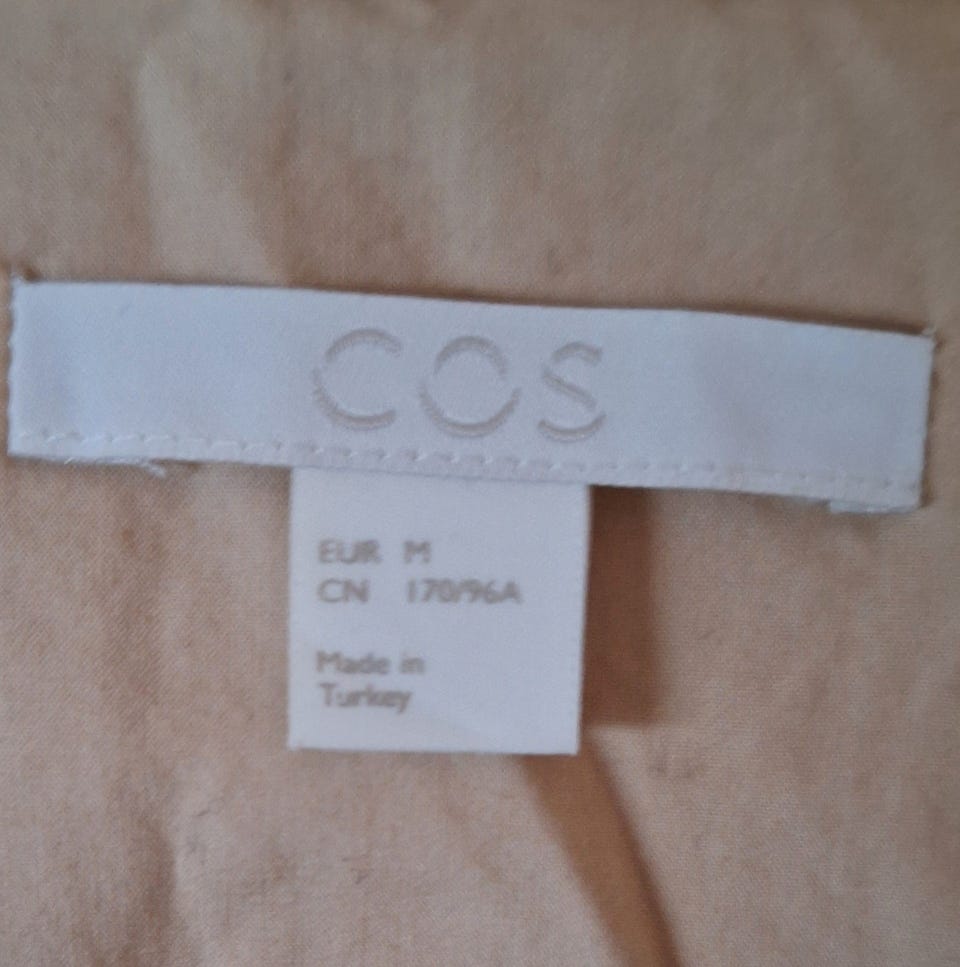 COS
EUR M
CN 170/96A
Made in
Turkey